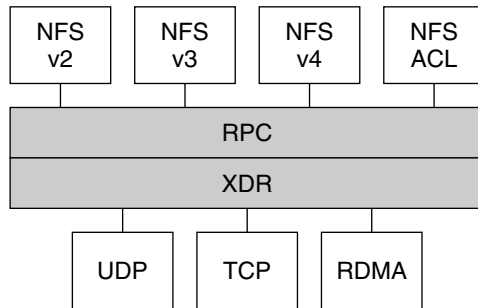 NFS
v2
NFS
v3
NFS
v4
NFS
ACL
RPC
XDR
UDP
TCP
RDMA